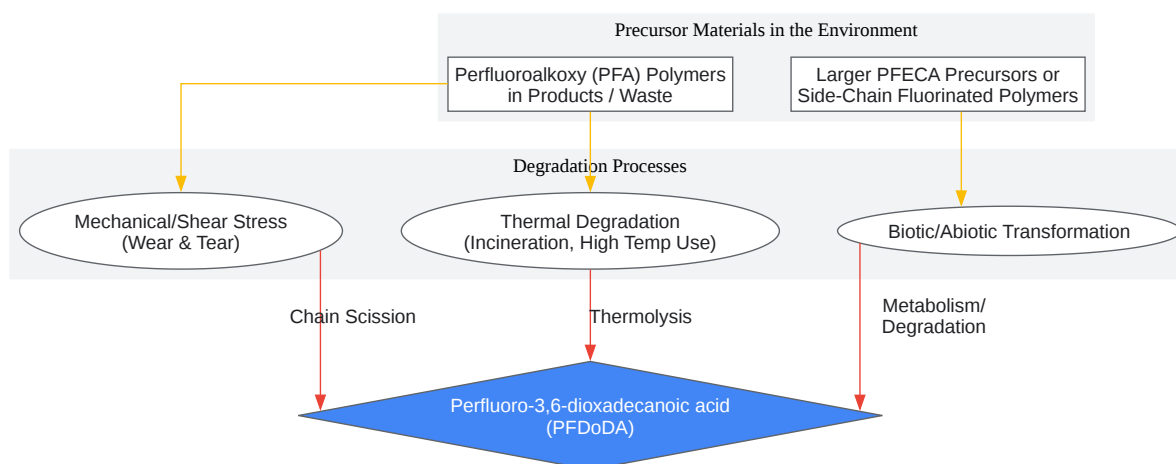 Precursor Materials in the Environment
Perfluoroalkoxy (PFA) Polymers
in Products / Waste
Larger PFECA Precursors or
Side-Chain Fluorinated Polymers
Degradation Processes
Mechanical/Shear Stress
(Wear & Tear)
Thermal Degradation
(Incineration, High Temp Use)
Biotic/Abiotic Transformation
Chain Scission
Thermolysis
Metabolism/
Degradation
Perfluoro-3,6-dioxadecanoic acid
(PFDoDA)